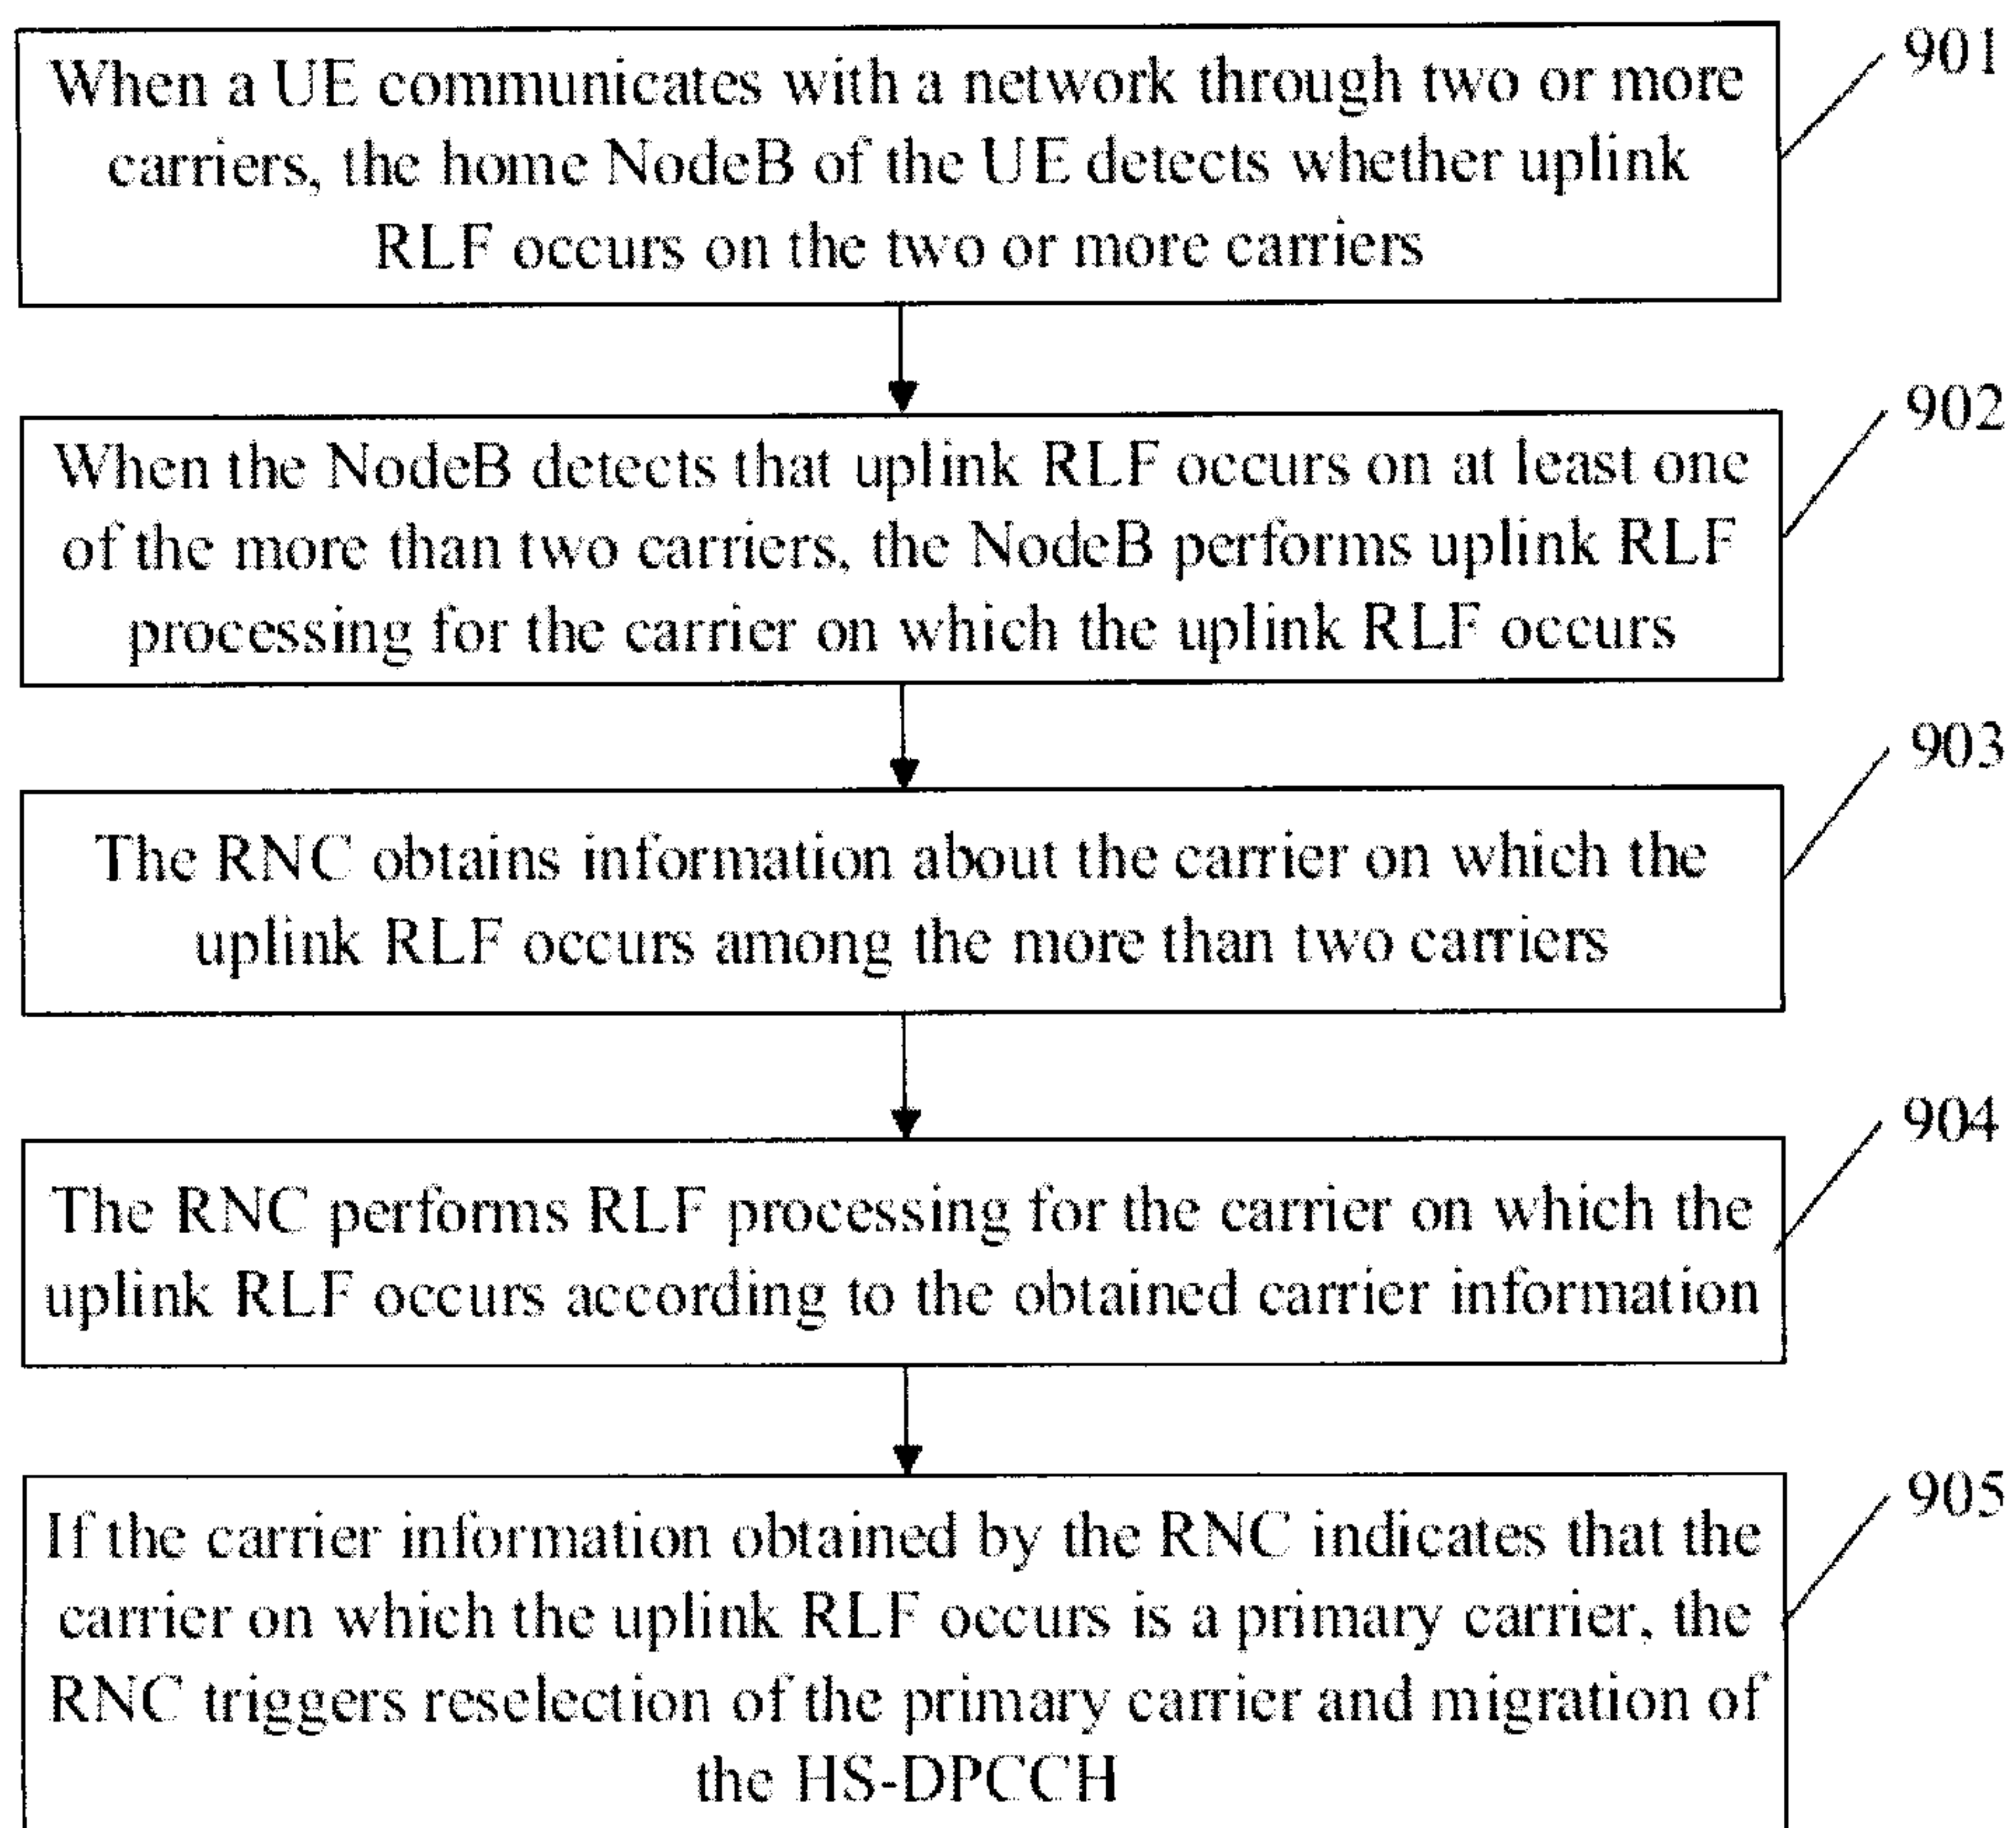 When a UE communicates with a network through two or more
carriers, the home NodeB of the UE detects whether uplink
RLF occurs on the two or more carriers
901
When the NodeB detects that uplink RLF occurs on at least one
of the more than two carriers, the NodeB performs uplink RLF
processing for the carrier on which the uplink RLF occurs
902
The RNC obtains information about the carrier on which the
uplink RLF occurs among the more than two carriers
903
The RNC performs RLF processing for the carrier on which the
uplink RLF occurs according to the obtained carrier information
904
If the carrier information obtained by the RNC indicates that the
carrier on which the uplink RLF occurs is a primary carrier, the
RNC triggers reselection of the primary carrier and migration of
the HS-DPCCH
905